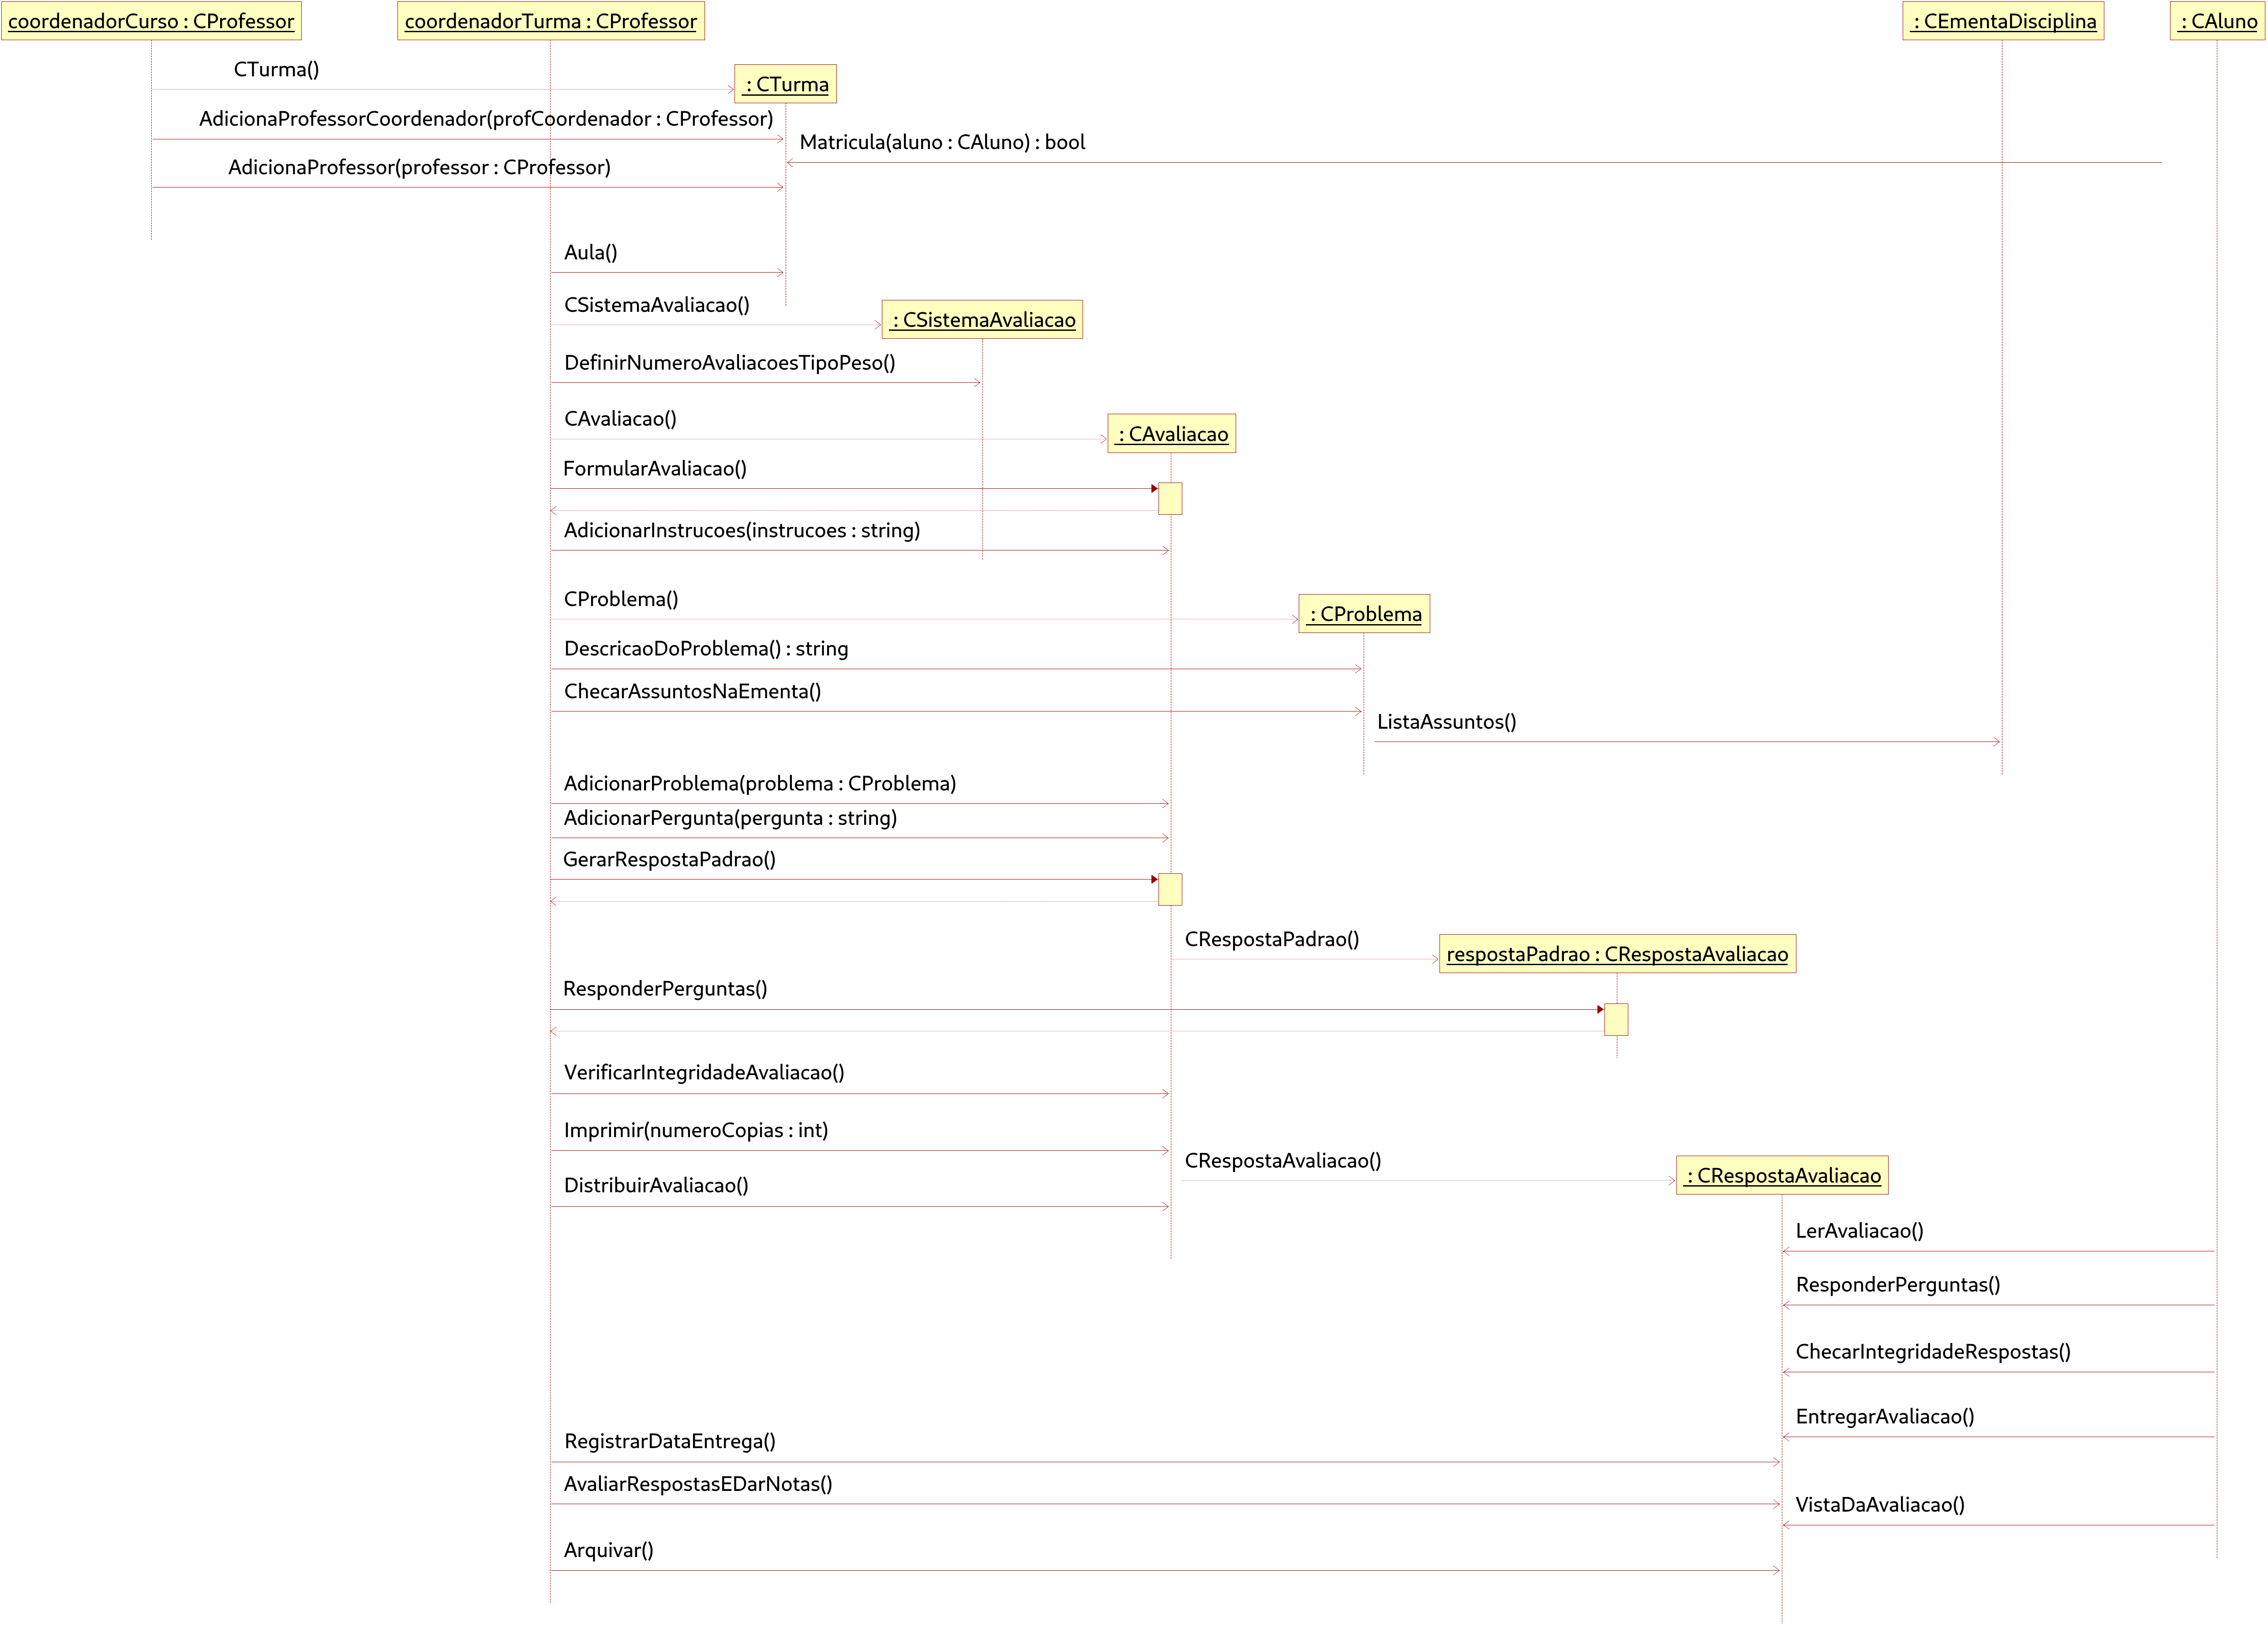 coordenadorCurso : CProfessor
coordenadorTurma : CProfessor
: CEmentaDisciplina
: CAluno
CTurma()
: CTurma
AdicionaProfessorCoordenador(profCoordenador : CProfessor)
Matricula(aluno : CAluno) : bool
AdicionaProfessor(professor : CProfessor)
Aula()
CSistemaAvaliacao()
: CSistemaAvaliacao
DefinirNumeroAvaliacoesTipoPeso()
CAvaliacao()
: CAvaliacao
FormularAvaliacao()
AdicionarInstrucoes(instrucoes : string)
CProblema()
: CProblema
DescricaoDoProblema() : string
ChecarAssuntosNaEmenta()
ListaAssuntos()
AdicionarProblema(problema : CProblema)
AdicionarPergunta(pergunta : string)
GerarRespostaPadrao()
CRespostaPadrao()
respostaPadrao : CRespostaAvaliacao
ResponderPerguntas()
VerificarIntegridadeAvaliacao()
Imprimir(numeroCopias : int)
CRespostaAvaliacao()
: CRespostaAvaliacao
DistribuirAvaliacao()
LerAvaliacao()
ResponderPerguntas()
ChecarIntegridadeRespostas()
EntregarAvaliacao()
RegistrarDataEntrega()
AvaliarRespostasEDarNotas()
VistaDaAvaliacao()
Arquivar()